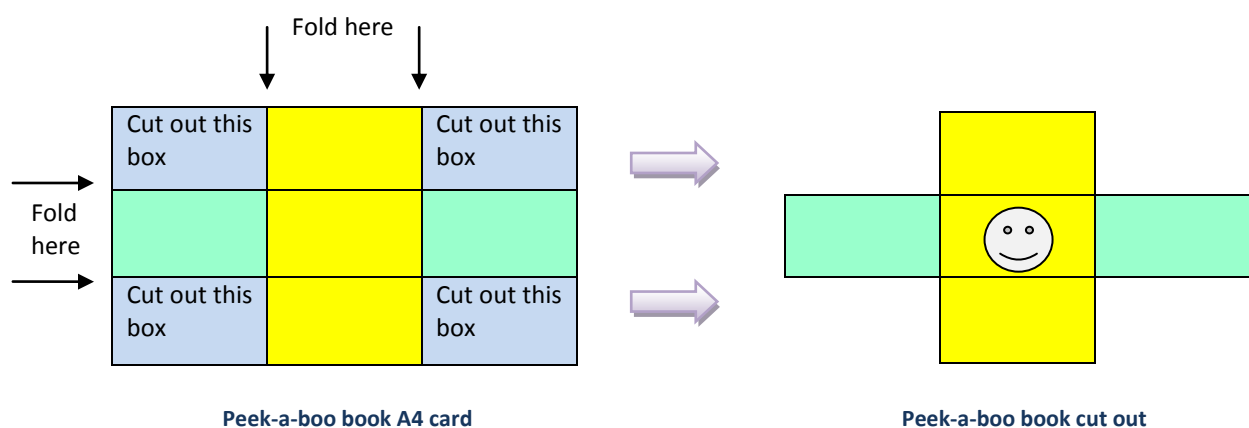 Fold here
Cut out this
box
Cut out this
box
Fold
here
Cut out this
box
Cut out this
box
Peek-a-boo book A4 card
Peek-a-boo book cut out